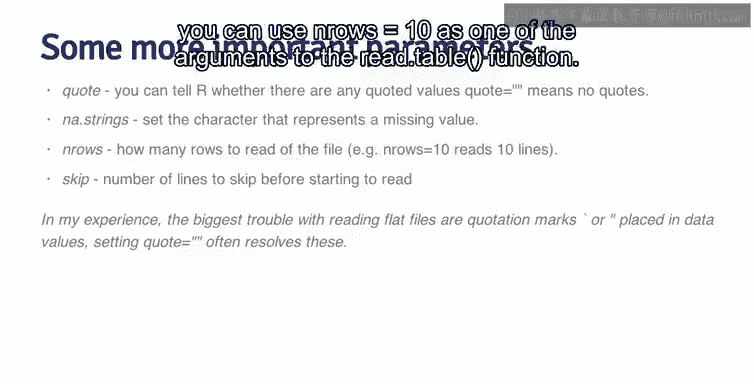 you can use nrows = 10 as one of the
Some more important parameters
arguments to the read.table() function.
• quote - you can tell R whether there are any quoted values quote="" means no quotes.
• na.strings - set the character that represents a missing value.
• nrows - how many rows to read of the file (e.g. nrows=10 reads 10 lines).
• skip - number of lines to skip before starting to read
In my experience, the biggest trouble with reading flat files are quotation marks ` or " placed in data
values, setting quote="" often resolves these.